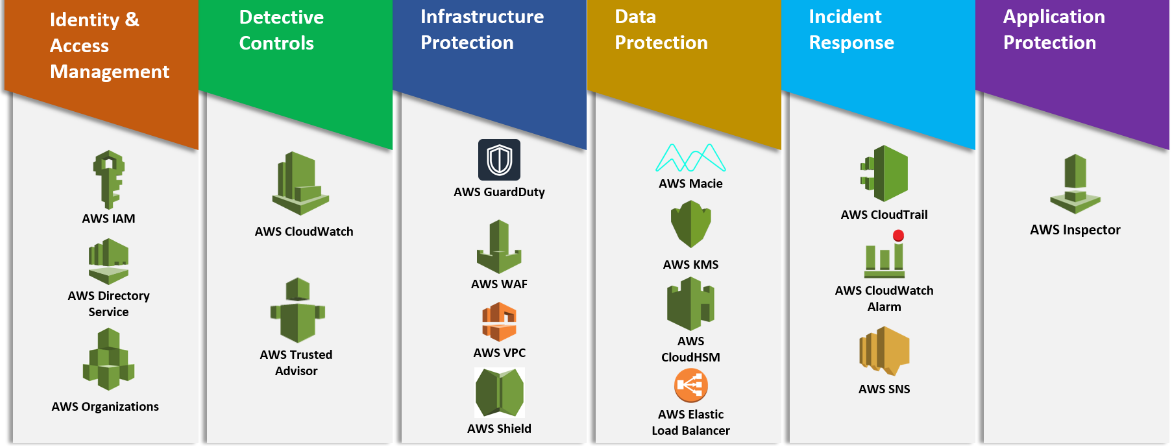 Identity &
Access
Management
AWS IAM
AWS Directory
Service
AWS Organizations
Detective
Controls
AWS CloudWatch
AWS Trusted
Advisor
Infrastructure
Protection
AWS GuardDuty
AWS WAF
AWS VPC
AWS Shield
Data
Protection
AWS Macie
AWS KMS
AWS
CloudHSM
AWS Elastic
Load Balancer
Incident
Response
AWS CloudTrail
AWS CloudWatch
Alarm
AWS SNS
Application
Protection
AWS Inspector